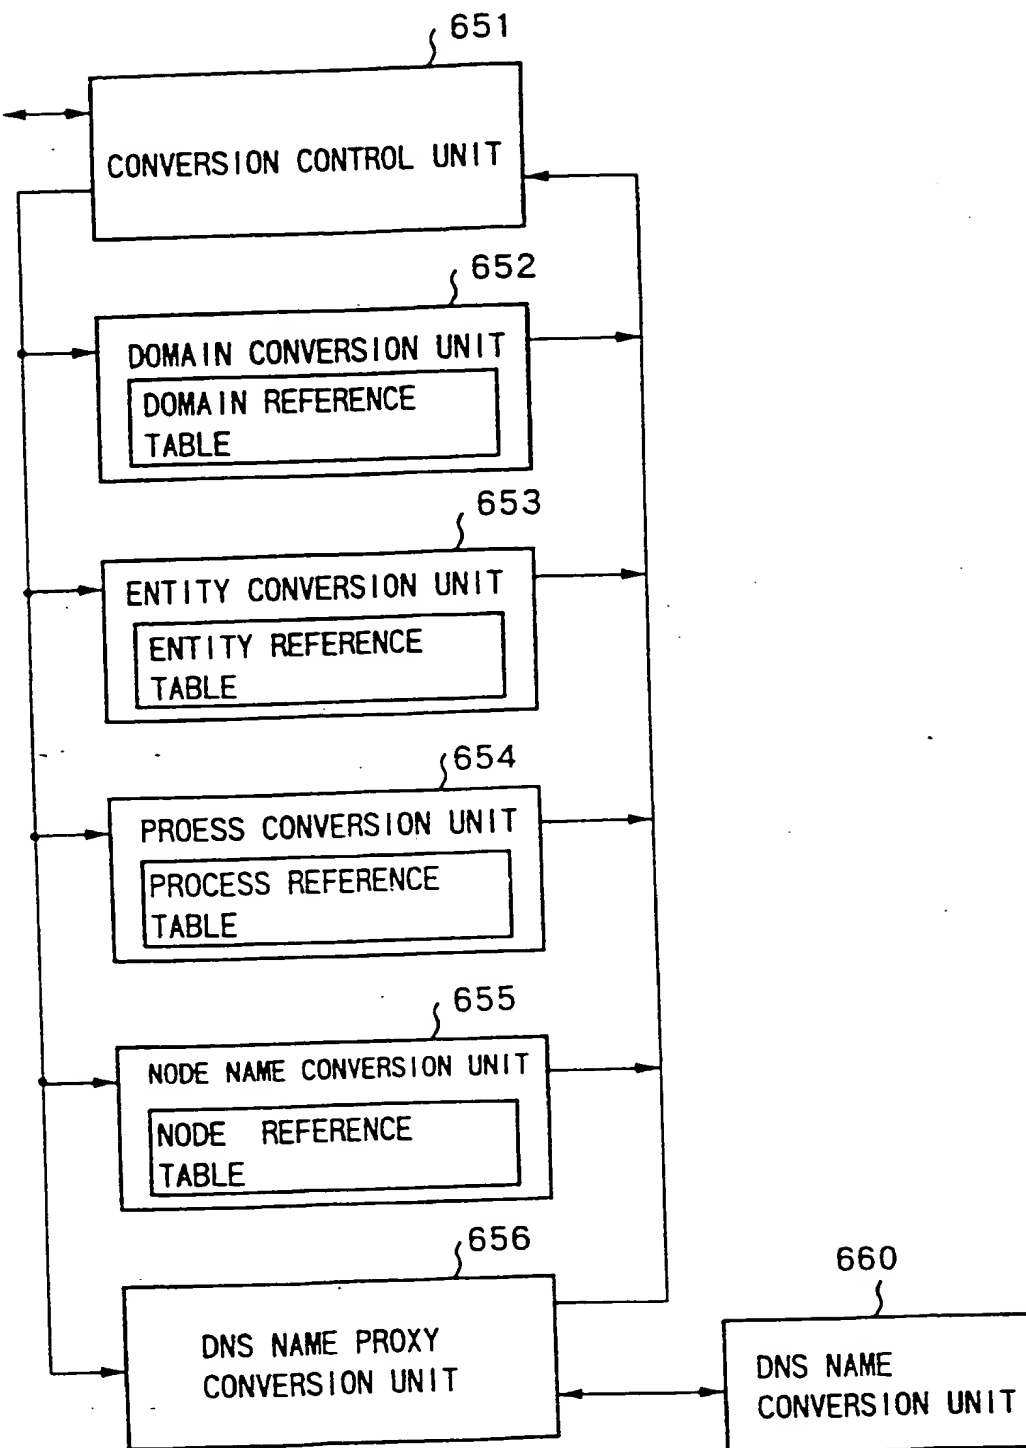 651
CONVERSION CONTROL UNIT
652
DOMAIN CONVERSION UNIT
DOMAIN REFERENCE
TABLE
653
ENTITY CONVERSION UNIT
ENTITY REFERENCE
TABLE
654
PROESS CONVERSION UNIT
PROCESS REFERENCE
TABLE
655
NODE NAME CONVERSION UNIT
NODE REFERENCE
TABLE
656
DNS NAME PROXY
CONVERSION UNIT
660
DNS NAME
CONVERSION UNIT